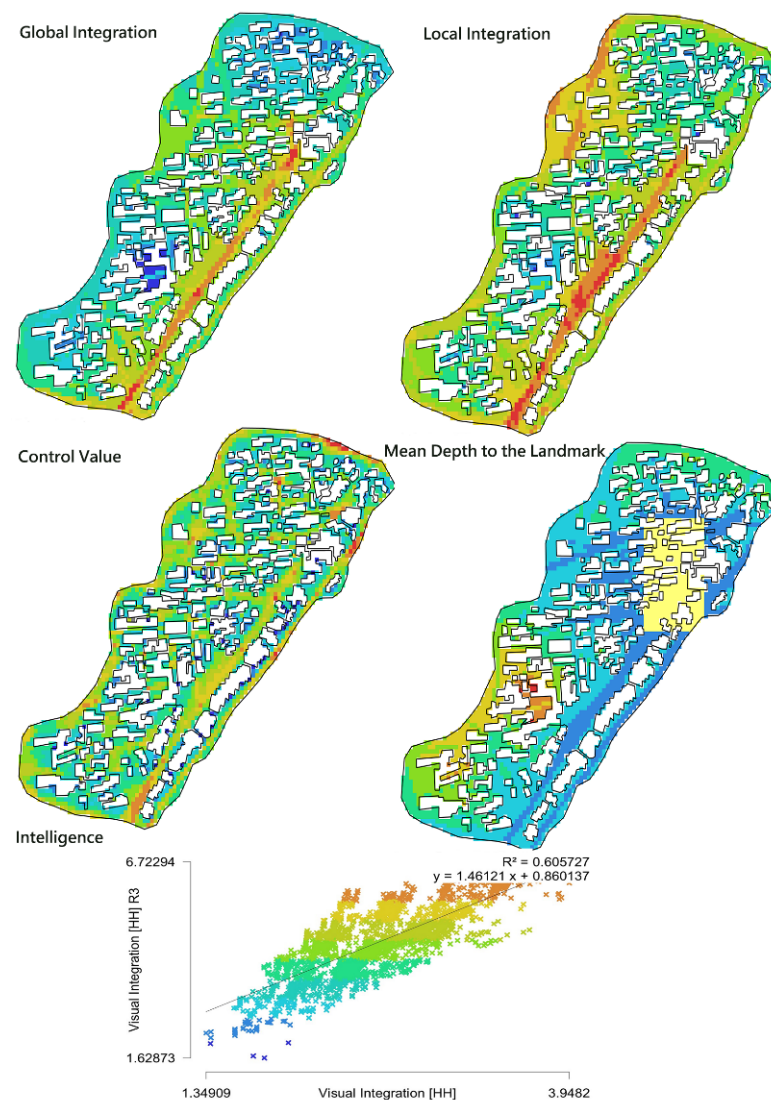 Global Integration
Local Integration
Control Value
Mean Depth to the Landmark
Intelligence
6.72294
R² = 0.605727
y = 1.46121 x + 0.860137
Visual Integration [HH] R3
1.62873
1.34909
Visual Integration [HH]
3.9482